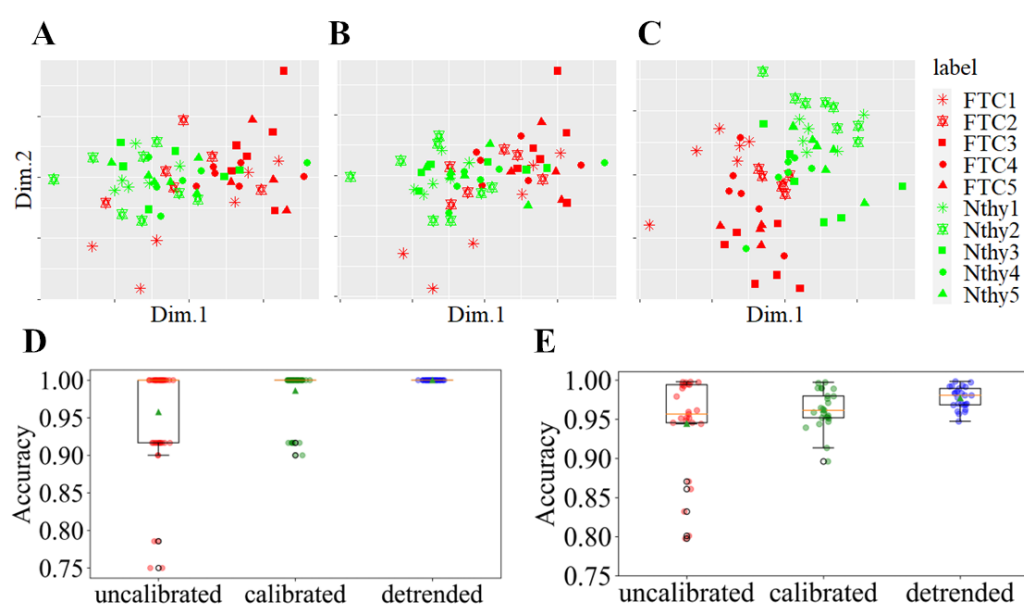 A
B
C
Dim.2
Dim.1
Dim.1
Dim.1
label
FTC1
FTC2
FTC3
FTC4
FTC5
Nthy1
Nthy2
Nthy3
Nthy4
Nthy5
D
Accuracy
1.00
0.95
0.90
0.85
0.80
0.75
uncalibrated calibrated detrended
E
Accuracy
1.00
0.95
0.90
0.85
0.80
0.75
uncalibrated calibrated detrended